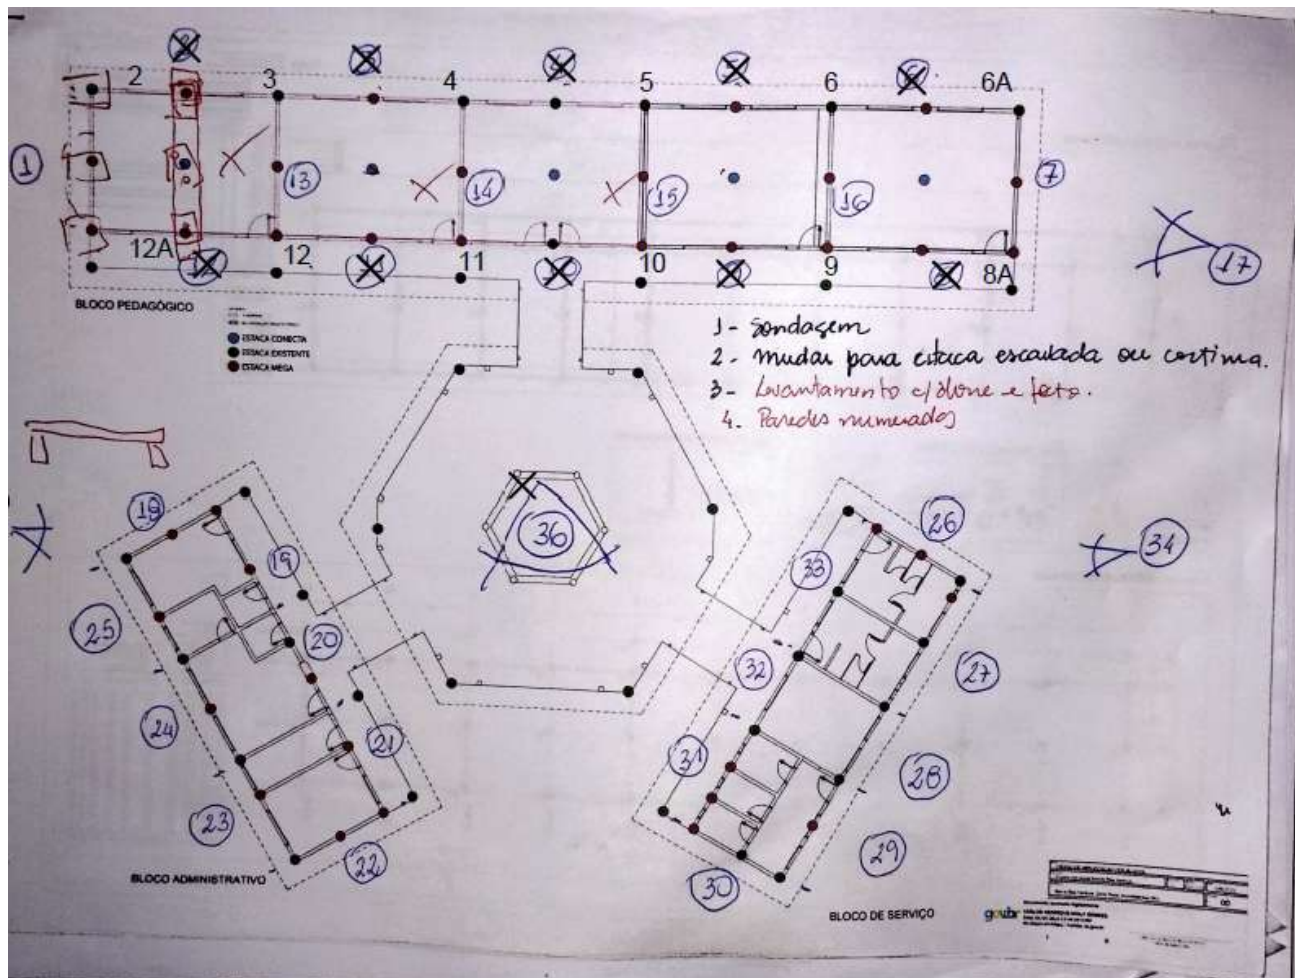 2 3 4 5 6 6A
1 13 14 15 16 7
17
12A 12 11 10 9 8A
BLOCO PEDAGÓGICO
ESTACA CONECTA
ESTACA EXISTENTE
ESTACA MEGA
1- Sondagem
2- Mudar para estaca escavada ou cortina.
3- Levantamento c/ drone e foto.
4. Paredes numerados
18
19
20
21
22
23
24
25
36
26
27
28
29
30
31
32
33
34
BLOCO ADMINISTRATIVO
BLOCO DE SERVIÇO
gov.br